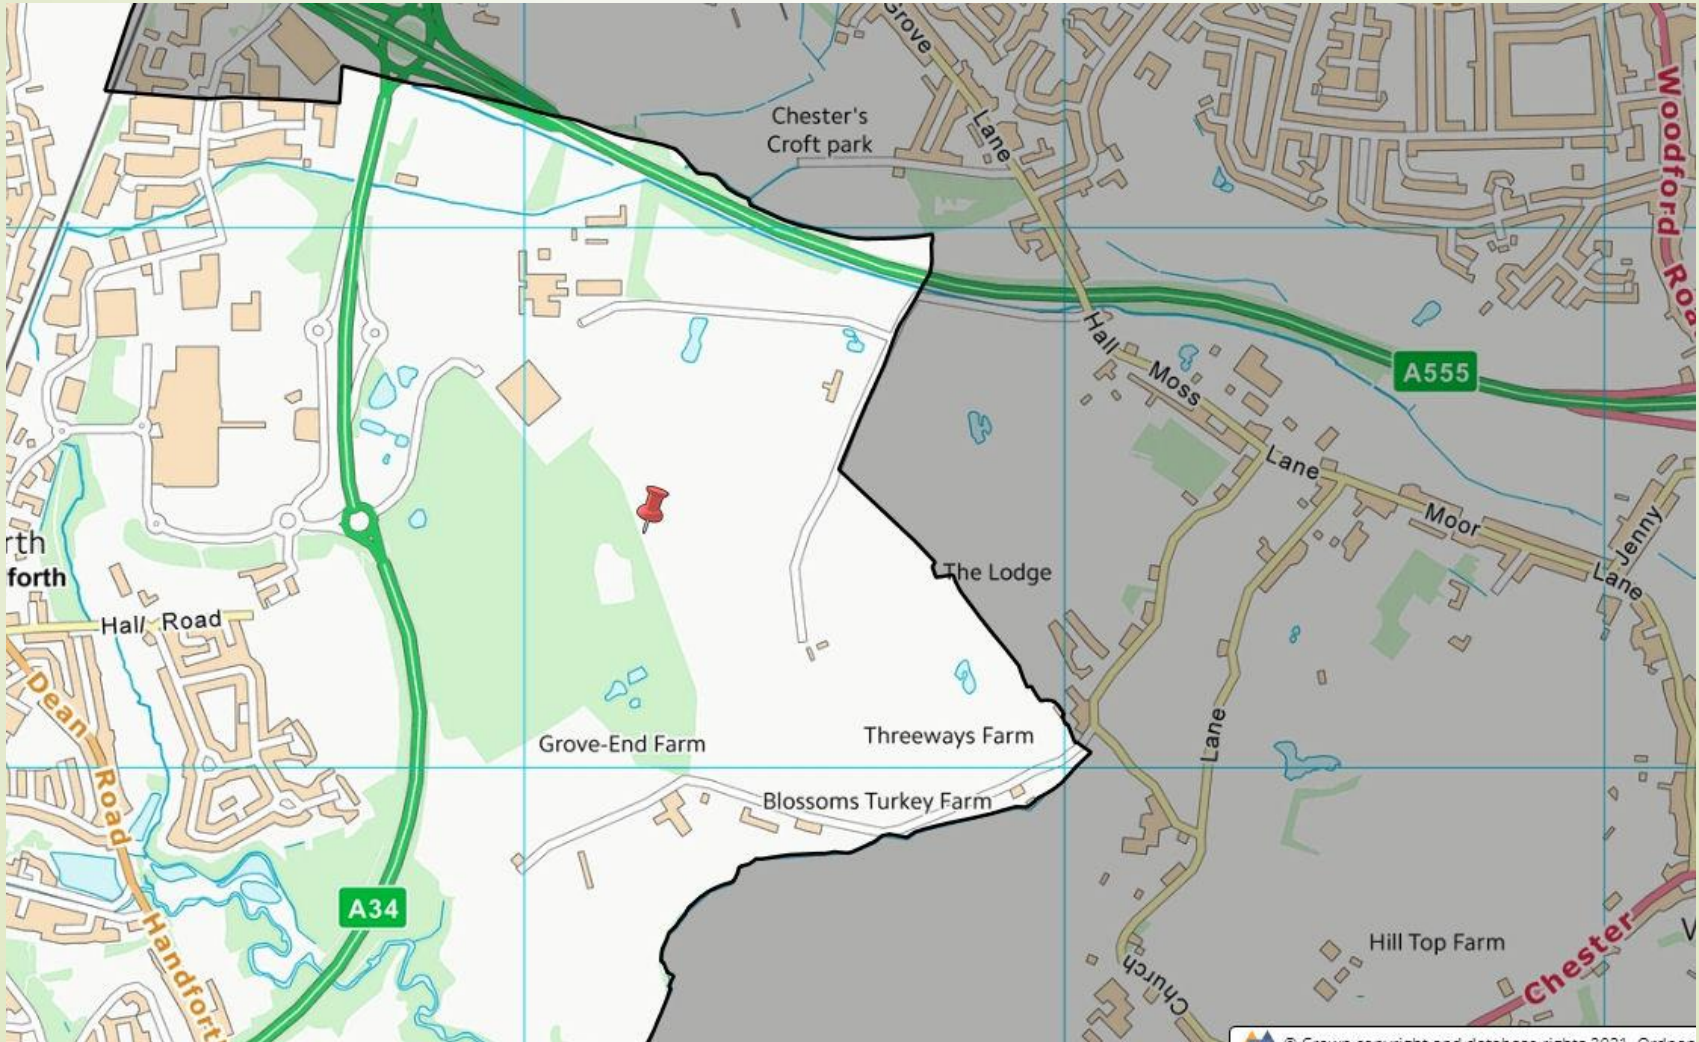 Grove
Lane
Woodford Road
Chester's
Croft park
Hall
Moss
Lane
A555
Moor
Lane
Jenny
The Lodge
rth
forth
Hall Road
Dean
Road
Handforth
Lane
Grove-End Farm
Threeways Farm
Blossoms Turkey Farm
A34
Church
Hill Top Farm
Chester
© Crown copyright and database rights 2021. Ordnan